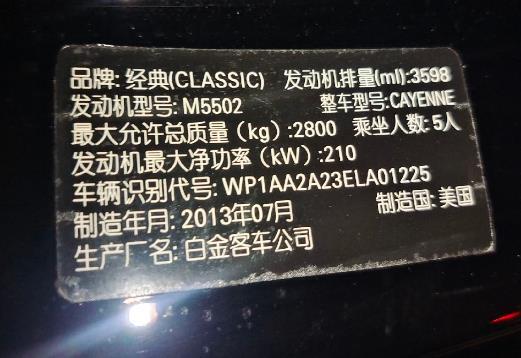 品牌: 经典(CLASSIC) 发动机排量(ml):3598
发动机型号: M5502 整车型号:CAYENNE
最大允许总质量（kg）:2800 乘坐人数: 5人
发动机最大净功率（kW）:210
车辆识别代号: WP1AA2A23ELA01225
制造年月: 2013年07月 制造国: 美国
生产厂名: 白金客车公司